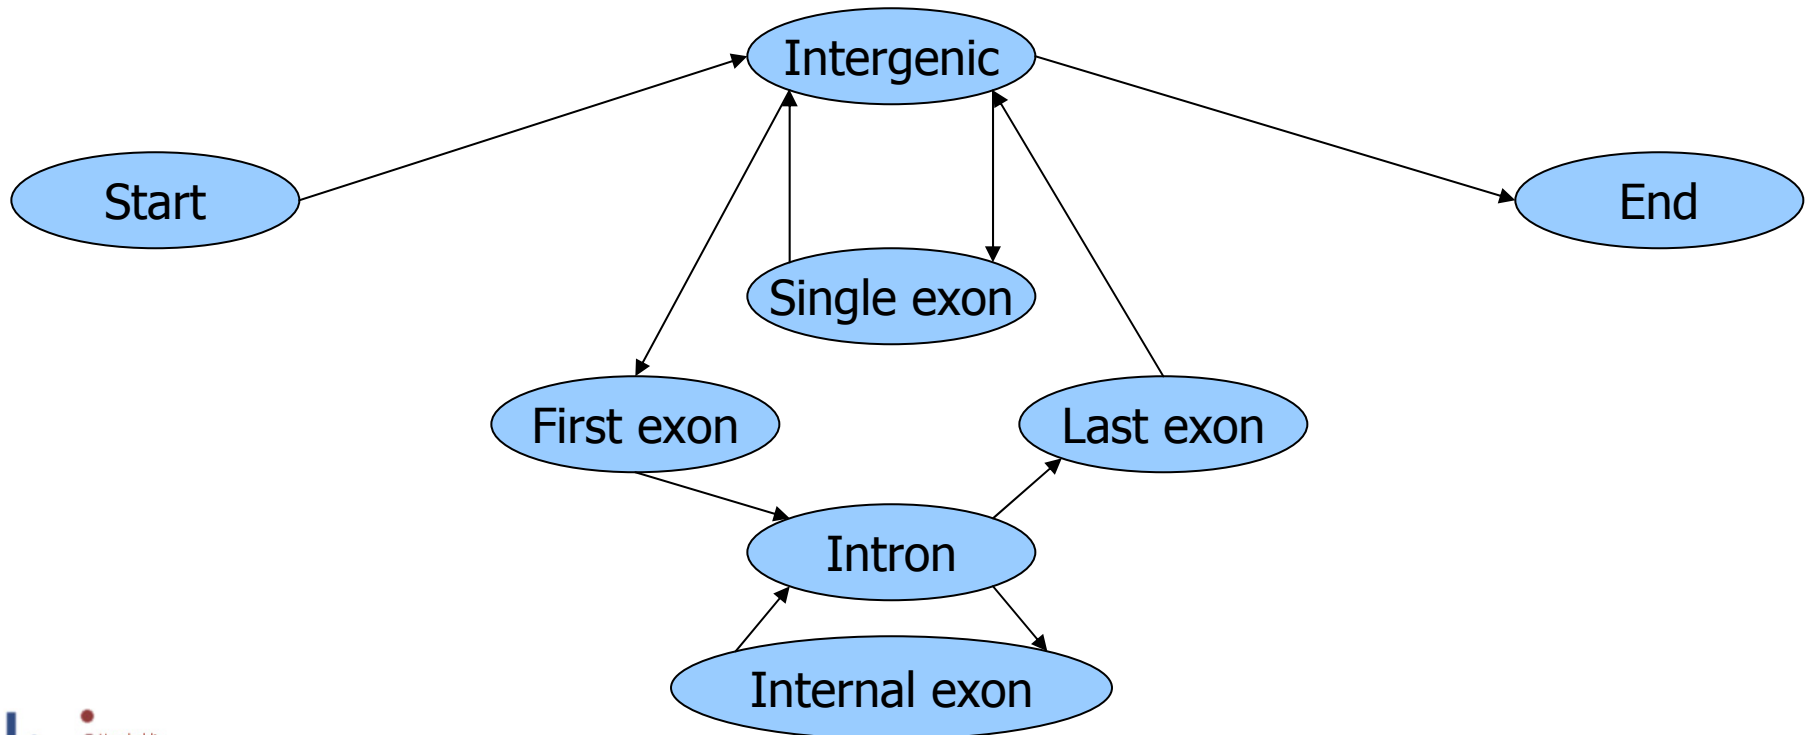 Intergenic
Start
End
Single exon
First exon
Last exon
Intron
Internal exon